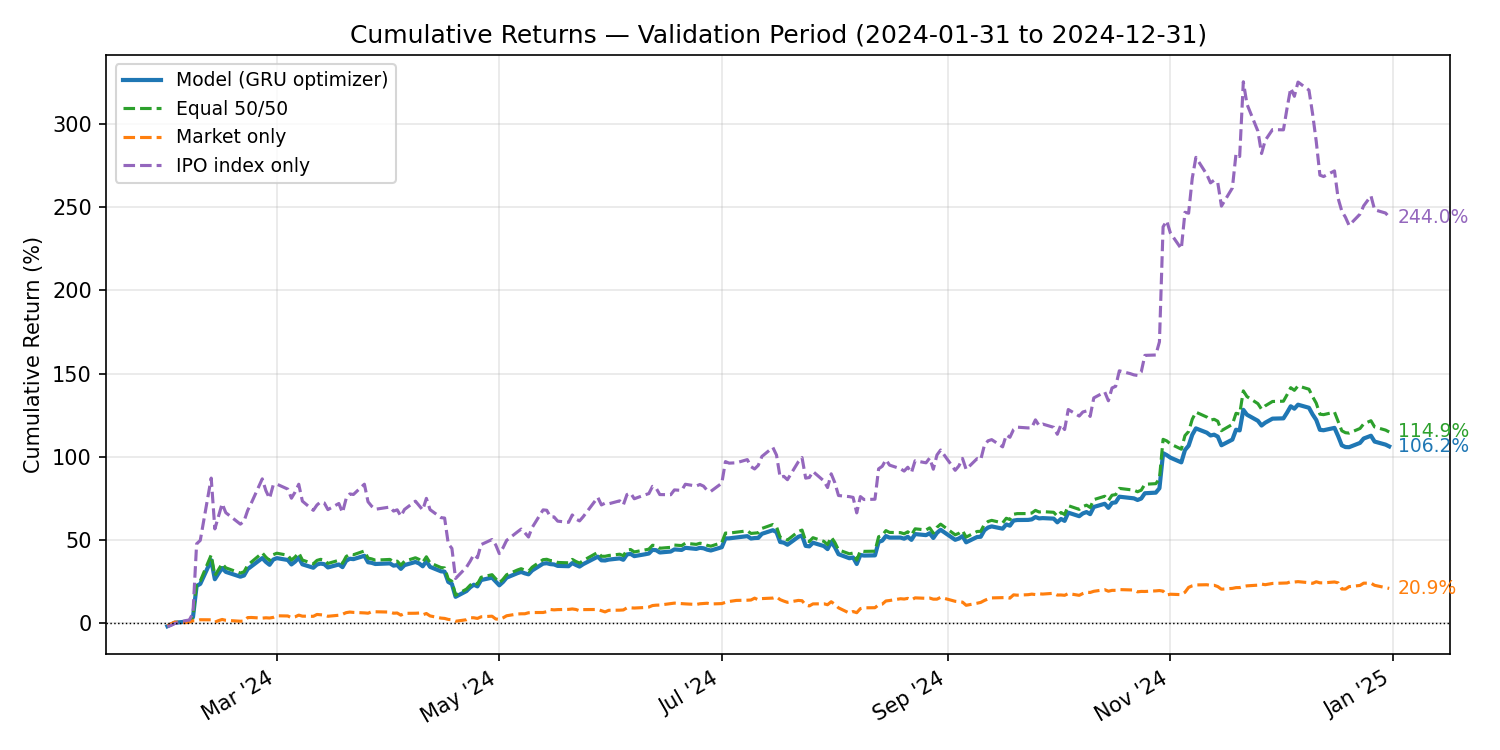 Cumulative Returns — Validation Period (2024-01-31 to 2024-12-31)
Model (GRU optimizer)
Equal 50/50
Market only
IPO index only
Cumulative Return (%)
300
250
200
150
100
50
0
244.0%
114.9%
106.2%
20.9%
Mar '24
May '24
Jul '24
Sep '24
Nov '24
Jan '25